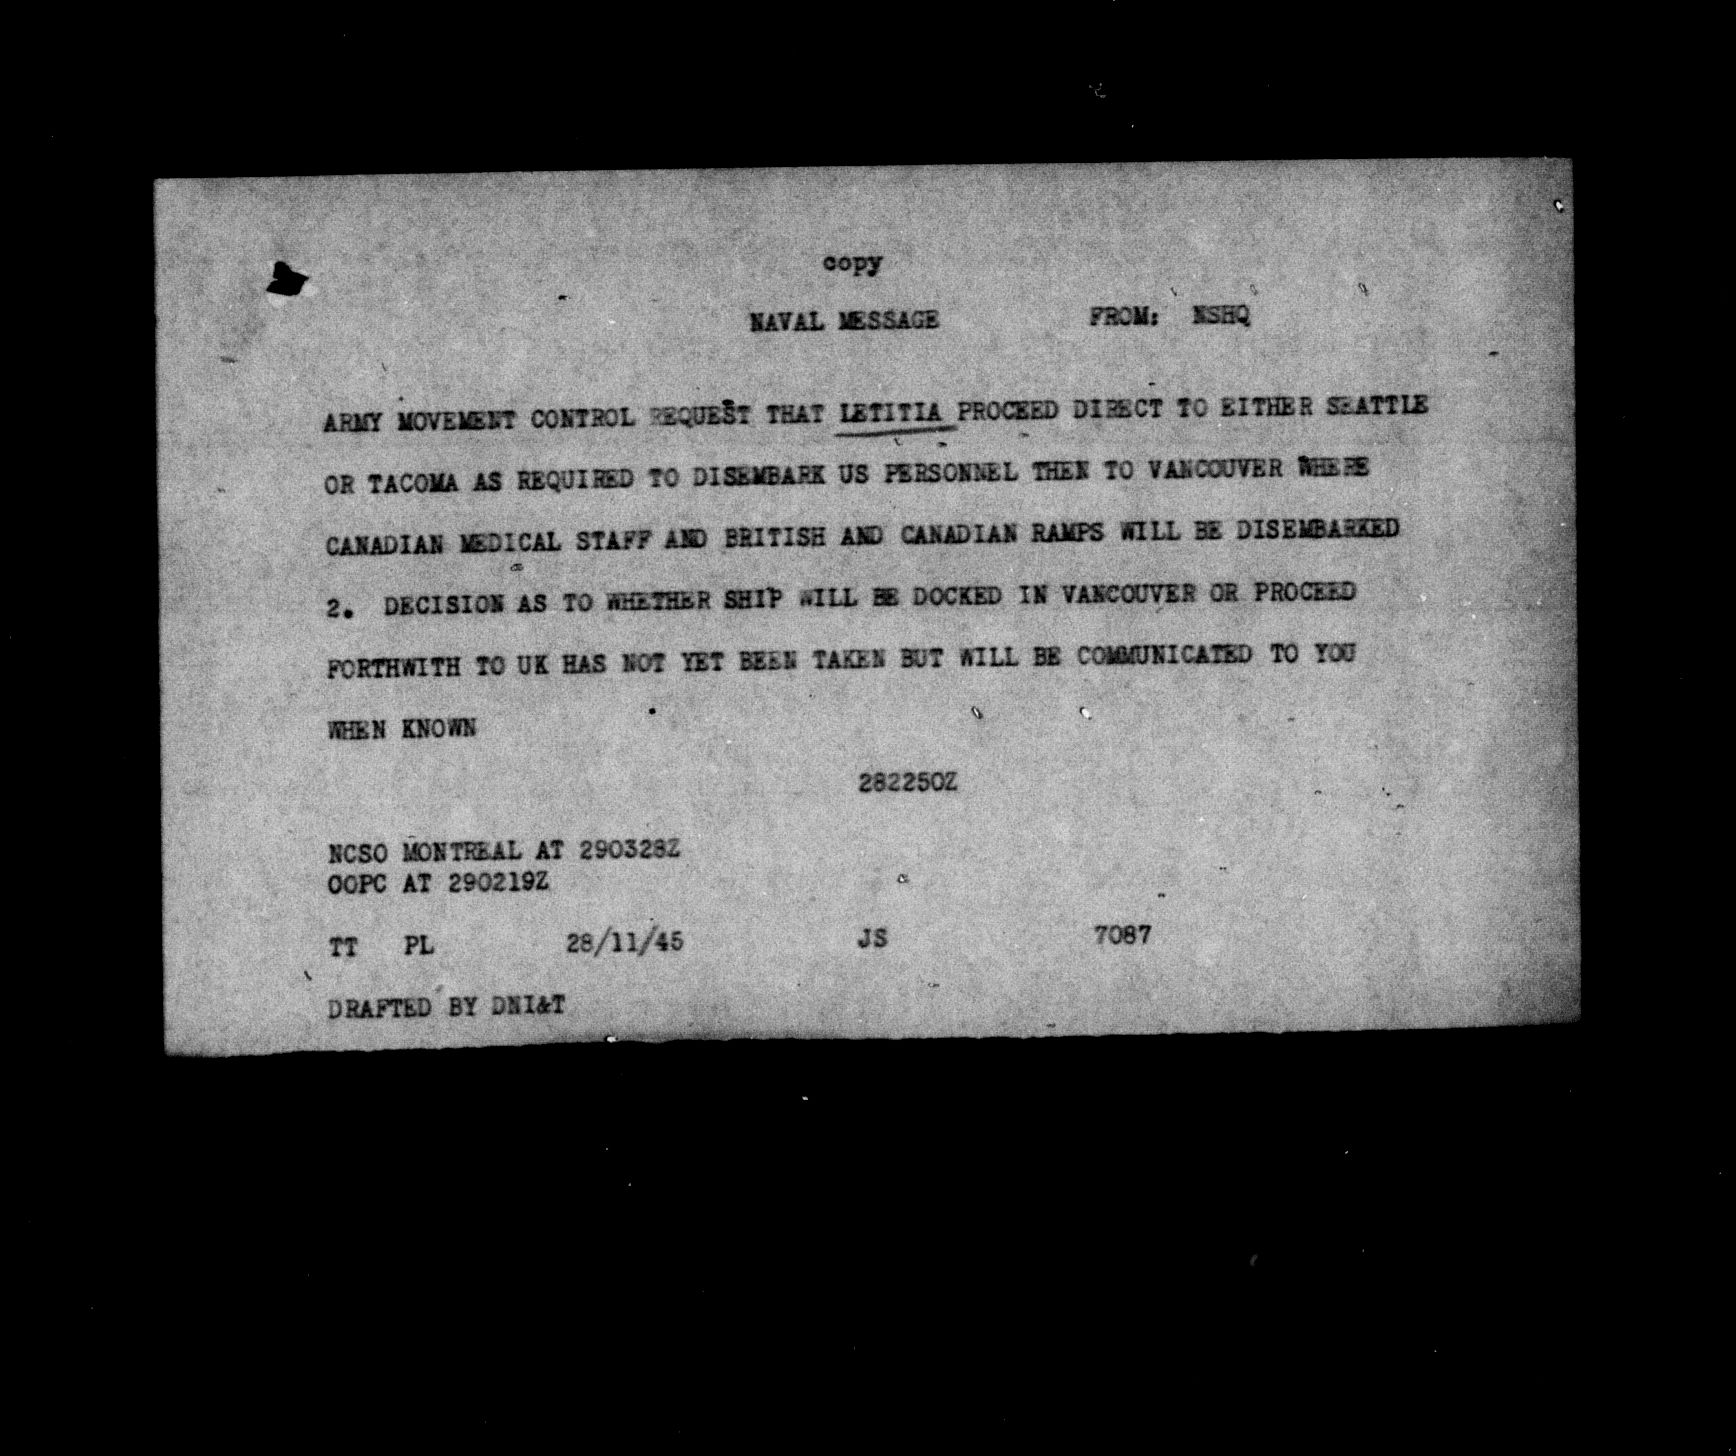 copy
NAVAL MESSAGE FROM: NSHQ
ARMY MOVEMENT CONTROL REQUEST THAT LETITIA PROCEED DIRECT TO EITHER SEATTLE
OR TACOMA AS REQUIRED TO DISEMBARK US PERSONNEL THEN TO VANCOUVER WHERE
CANADIAN MEDICAL STAFF AND BRITISH AND CANADIAN RAMPS WILL BE DISEMBARKED
2. DECISION AS TO WHETHER SHIP WILL BE DOCKED IN VANCOUVER OR PROCEED
FORTHWITH TO UK HAS NOT YET BEEN TAKEN BUT WILL BE COMMUNICATED TO YOU
WHEN KNOWN
282250Z
NCSO MONTREAL AT 290328Z
COPC AT 290219Z
TT PL 28/11/45 JS 7087
DRAFTED BY DNI&T